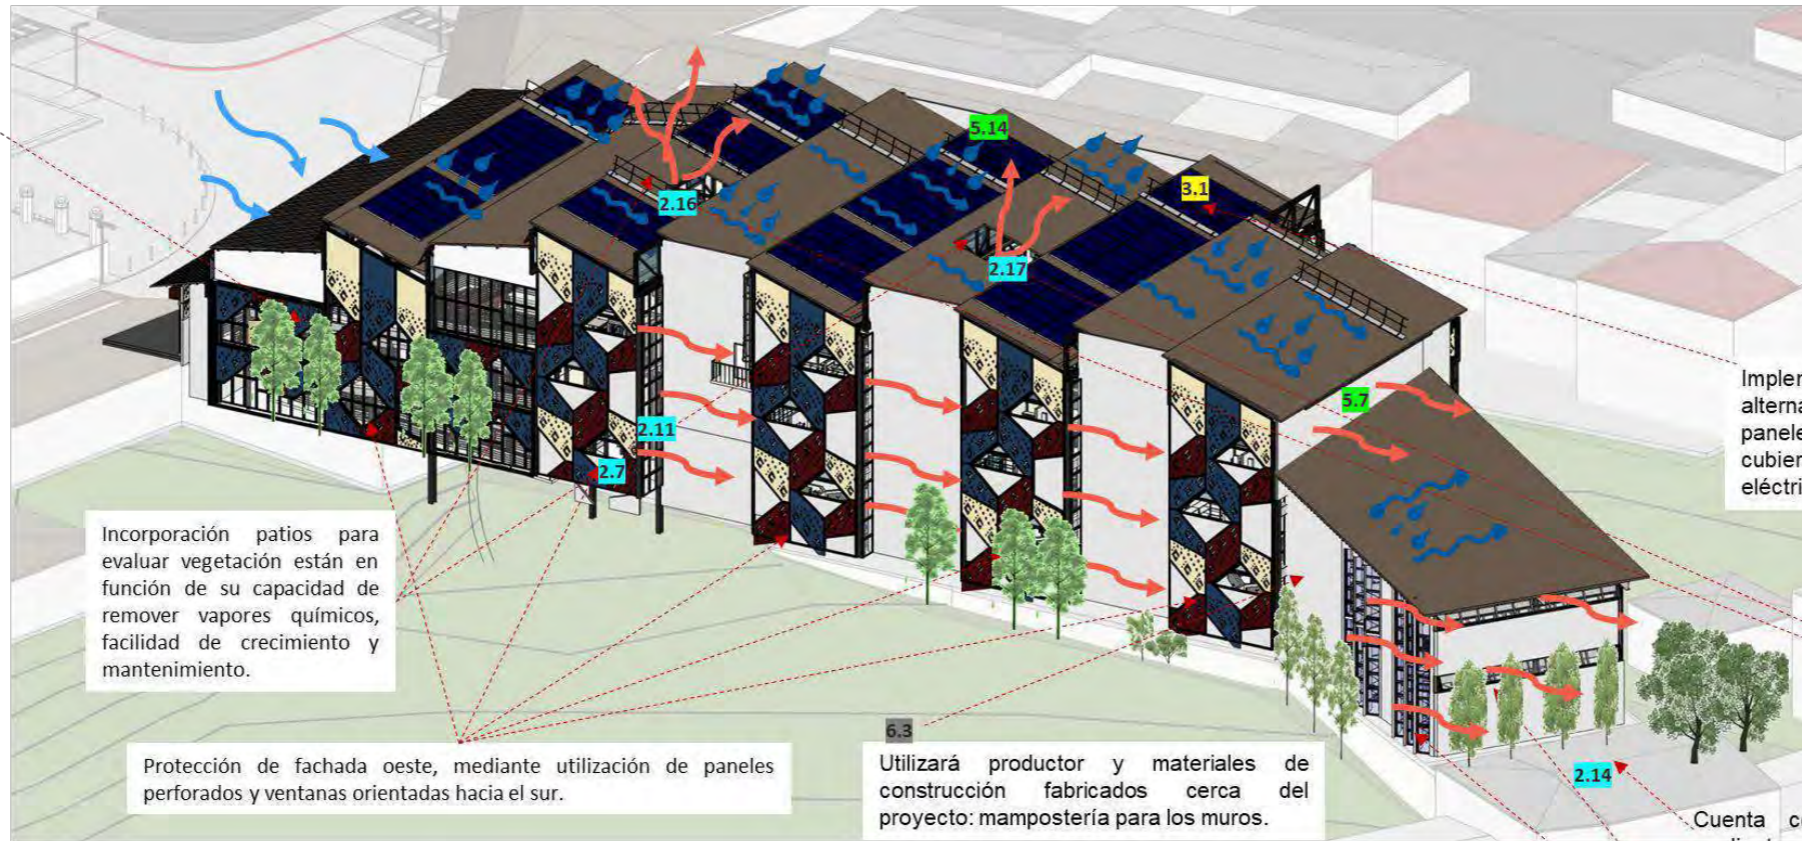 5.14
3.1
2.16
2.17
Implem
alterna
panele
cubier
eléctri
5.7
2.11
2.7
Incorporación patios para
evaluar vegetación están en
función de su capacidad de
remover vapores químicos,
facilidad de crecimiento y
mantenimiento.
6.3
Protección de fachada oeste, mediante utilización de paneles
perforados y ventanas orientadas hacia el sur.
Utilizará productor y materiales de
construcción fabricados cerca del
proyecto: mampostería para los muros.
2.14
Cuenta c